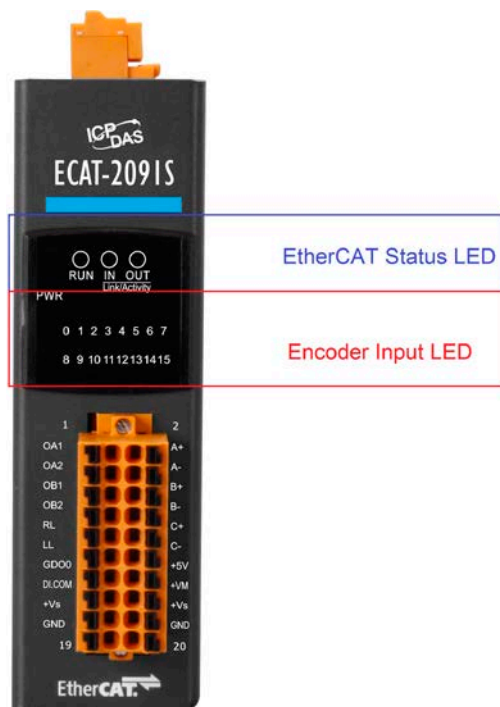 ICP
DAS
ECAT-2091S
EtherCAT Status LED
RUN IN OUT
Link/Activity
PWR
0 1 2 3 4 5 6 7
Encoder Input LED
8 9 10 11 12 13 14 15
1 2
OA1 A+
OA2 A-
OB1 B+
OB2 B-
RL C+
LL C-
GDO0 +5V
DI.COM +VM
+Vs +Vs
GND GND
19 20
EtherCAT.